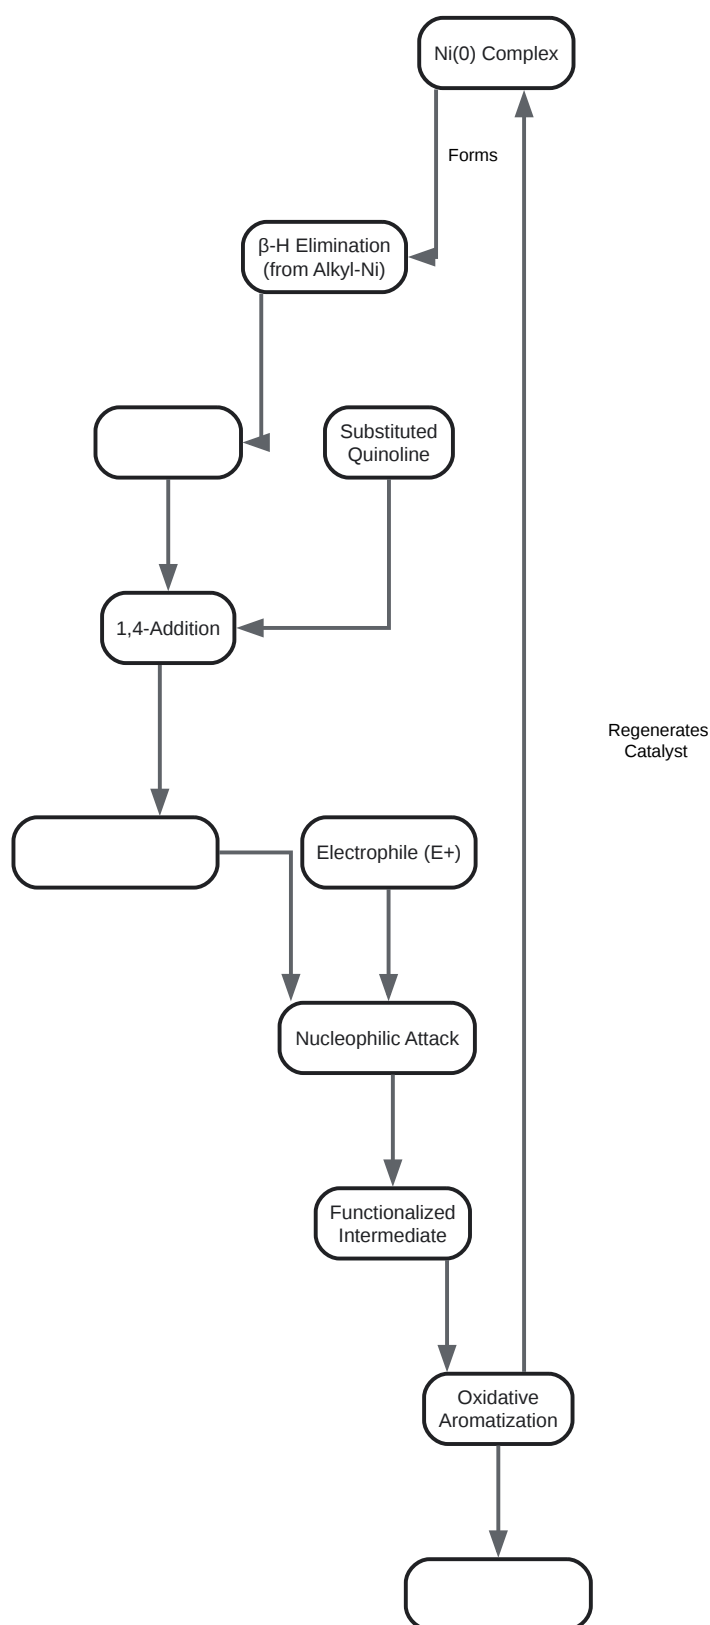 Ni(0) Complex
Forms
β-H Elimination
(from Alkyl-Ni)
Substituted
Quinoline
1,4-Addition
Regenerates
Catalyst
Electrophile (E+)
Nucleophilic Attack
Functionalized
Intermediate
Oxidative
Aromatization